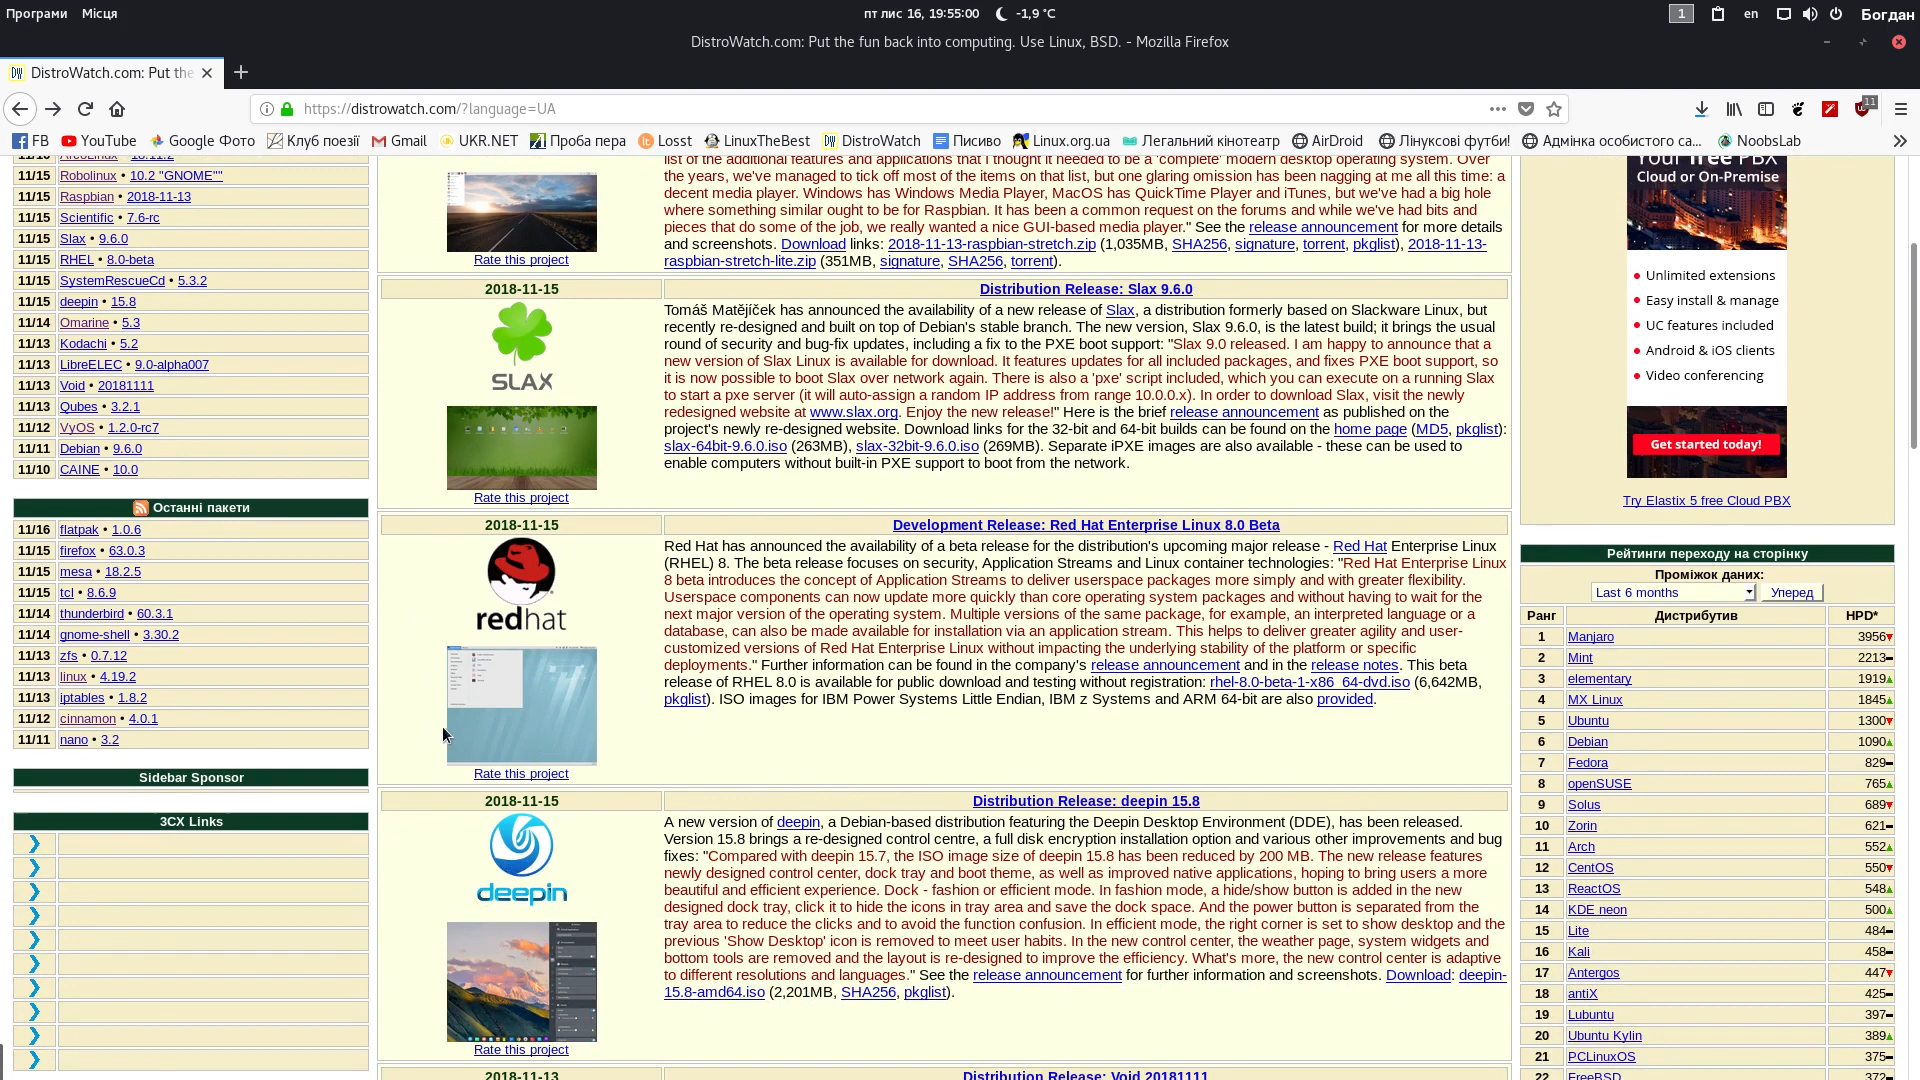 Програми Місця
пт лис 16, 19:55:00 -1,9 °C
1 en Богдан
DistroWatch.com: Put the fun back into computing. Use Linux, BSD. - Mozilla Firefox
DistroWatch.com: Put the
https://distrowatch.com/?language=UA
11
FB YouTube Google Фото Клуб поезії Gmail UKR.NET Проба пера Losst LinuxTheBest DistroWatch Писиво Linux.org.ua Легальний кінотеатр AirDroid Лінуксові футби! Адмінка особистого са... NoobsLab
11/16 ArcoLinux • 18.11.2
11/15 Robolinux • 10.2 "GNOME""
11/15 Raspbian • 2018-11-13
11/15 Scientific • 7.6-rc
11/15 Slax • 9.6.0
11/15 RHEL • 8.0-beta
11/15 SystemRescueCd • 5.3.2
11/15 deepin • 15.8
11/14 Omarine • 5.3
11/13 Kodachi • 5.2
11/13 LibreELEC • 9.0-alpha007
11/13 Void • 20181111
11/13 Qubes • 3.2.1
11/12 VyOS • 1.2.0-rc7
11/11 Debian • 9.6.0
11/10 CAINE • 10.0
Останні пакети
11/16 flatpak • 1.0.6
11/15 firefox • 63.0.3
11/15 mesa • 18.2.5
11/15 tcl • 8.6.9
11/14 thunderbird • 60.3.1
11/14 gnome-shell • 3.30.2
11/13 zfs • 0.7.12
11/13 linux • 4.19.2
11/13 iptables • 1.8.2
11/12 cinnamon • 4.0.1
11/11 nano • 3.2
Sidebar Sponsor
3CX Links
Rate this project
list of the additional features and applications that I thought it needed to be a 'complete' modern desktop operating system. Over
the years, we've managed to tick off most of the items on that list, but one glaring omission has been nagging at me all this time: a
decent media player. Windows has Windows Media Player, MacOS has QuickTime Player and iTunes, but we've had a big hole
where something similar ought to be for Raspbian. It has been a common request on the forums and while we've had bits and
pieces that do some of the job, we really wanted a nice GUI-based media player." See the release announcement for more details
and screenshots. Download links: 2018-11-13-raspbian-stretch.zip (1,035MB, SHA256, signature, torrent, pkglist), 2018-11-13-
raspbian-stretch-lite.zip (351MB, signature, SHA256, torrent).
2018-11-15 Distribution Release: Slax 9.6.0
SLAX
Rate this project
Tomáš Matějíček has announced the availability of a new release of Slax, a distribution formerly based on Slackware Linux, but
recently re-designed and built on top of Debian's stable branch. The new version, Slax 9.6.0, is the latest build; it brings the usual
round of security and bug-fix updates, including a fix to the PXE boot support: "Slax 9.0 released. I am happy to announce that a
new version of Slax Linux is available for download. It features updates for all included packages, and fixes PXE boot support, so
it is now possible to boot Slax over network again. There is also a 'pxe' script included, which you can execute on a running Slax
to start a pxe server (it will auto-assign a random IP address from range 10.0.0.x). In order to download Slax, visit the newly
redesigned website at www.slax.org. Enjoy the new release!" Here is the brief release announcement as published on the
project's newly re-designed website. Download links for the 32-bit and 64-bit builds can be found on the home page (MD5, pkglist):
slax-64bit-9.6.0.iso (263MB), slax-32bit-9.6.0.iso (269MB). Separate iPXE images are also available - these can be used to
enable computers without built-in PXE support to boot from the network.
2018-11-15 Development Release: Red Hat Enterprise Linux 8.0 Beta
redhat
Rate this project
Red Hat has announced the availability of a beta release for the distribution's upcoming major release - Red Hat Enterprise Linux
(RHEL) 8. The beta release focuses on security, Application Streams and Linux container technologies: "Red Hat Enterprise Linux
8 beta introduces the concept of Application Streams to deliver userspace packages more simply and with greater flexibility.
Userspace components can now update more quickly than core operating system packages and without having to wait for the
next major version of the operating system. Multiple versions of the same package, for example, an interpreted language or a
database, can also be made available for installation via an application stream. This helps to deliver greater agility and user-
customized versions of Red Hat Enterprise Linux without impacting the underlying stability of the platform or specific
deployments." Further information can be found in the company's release announcement and in the release notes. This beta
release of RHEL 8.0 is available for public download and testing without registration: rhel-8.0-beta-1-x86_64-dvd.iso (6,642MB,
pkglist). ISO images for IBM Power Systems Little Endian, IBM z Systems and ARM 64-bit are also provided.
2018-11-15 Distribution Release: deepin 15.8
deepin
Rate this project
A new version of deepin, a Debian-based distribution featuring the Deepin Desktop Environment (DDE), has been released.
Version 15.8 brings a re-designed control centre, a full disk encryption installation option and various other improvements and bug
fixes: "Compared with deepin 15.7, the ISO image size of deepin 15.8 has been reduced by 200 MB. The new release features
newly designed control center, dock tray and boot theme, as well as improved native applications, hoping to bring users a more
beautiful and efficient experience. Dock - fashion or efficient mode. In fashion mode, a hide/show button is added in the new
designed dock tray, click it to hide the icons in tray area and save the dock space. And the power button is separated from the
tray area to reduce the clicks and to avoid the function confusion. In efficient mode, the right corner is set to show desktop and the
previous 'Show Desktop' icon is removed to meet user habits. In the new control center, the weather page, system widgets and
bottom tools are removed and the layout is re-designed to improve the efficiency. What's more, the new control center is adaptive
to different resolutions and languages." See the release announcement for further information and screenshots. Download: deepin-
15.8-amd64.iso (2,201MB, SHA256, pkglist).
2018-11-13 Distribution Release: Void 20181111
Your free PBX
Cloud or On-Premise
Unlimited extensions
Easy install & manage
UC features included
Android & iOS clients
Video conferencing
Get started today!
Try Elastix 5 free Cloud PBX
Рейтинги переходу на сторінку
Проміжок даних:
Last 6 months Уперед
Ранг Дистрибутив HPD*
1 Manjaro 3956
2 Mint 2213
3 elementary 1919
4 MX Linux 1845
5 Ubuntu 1300
6 Debian 1090
7 Fedora 829
8 openSUSE 765
9 Solus 689
10 Zorin 621
11 Arch 552
12 CentOS 550
13 ReactOS 548
14 KDE neon 500
15 Lite 484
16 Kali 458
17 Antergos 447
18 antiX 425
19 Lubuntu 397
20 Ubuntu Kylin 389
21 PCLinuxOS 375
22 FreeBSD 372